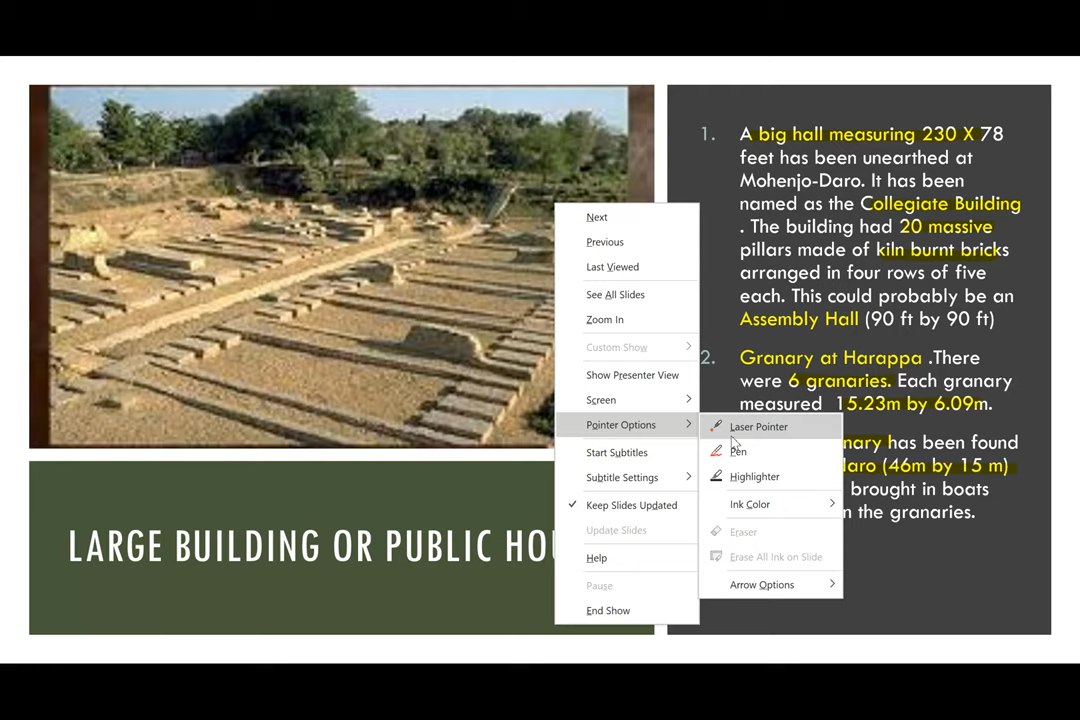 1. A big hall measuring 230 X 78
feet has been unearthed at
Mohenjo-Daro. It has been
named as the Collegiate Building
. The building had 20 massive
pillars made of kiln burnt bricks
arranged in four rows of five
each. This could probably be an
Assembly Hall (90 ft by 90 ft)
2. Granary at Harappa .There
were 6 granaries. Each granary
measured 15.23m by 6.09m.
nary has been found
laro (46m by 15 m)
brought in boats
n the granaries.
LARGE BUILDING OR PUBLIC HOU
Next
Previous
Last Viewed
See All Slides
Zoom In
Custom Show
Show Presenter View
Screen
Pointer Options
Start Subtitles
Subtitle Settings
Keep Slides Updated
Update Slides
Help
Pause
End Show
Laser Pointer
Pen
Highlighter
Ink Color
Eraser
Erase All Ink on Slide
Arrow Options